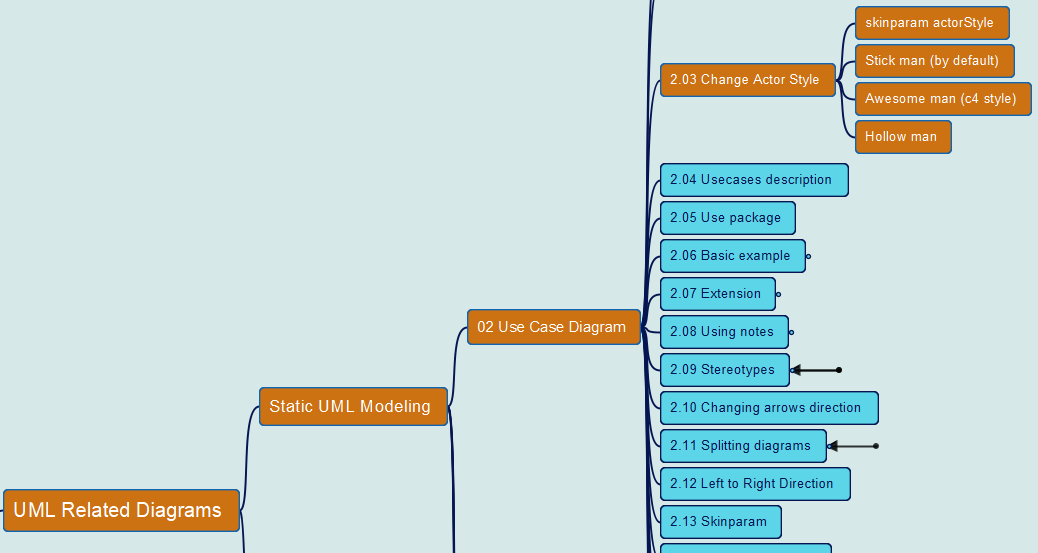 skinparam actorStyle
2.03 Change Actor Style
Stick man (by default)
Awesome man (c4 style)
Hollow man
2.04 Usecases description
2.05 Use package
2.06 Basic example
2.07 Extension
02 Use Case Diagram
2.08 Using notes
2.09 Stereotypes
Static UML Modeling
2.10 Changing arrows direction
2.11 Splitting diagrams
2.12 Left to Right Direction
UML Related Diagrams
2.13 Skinparam